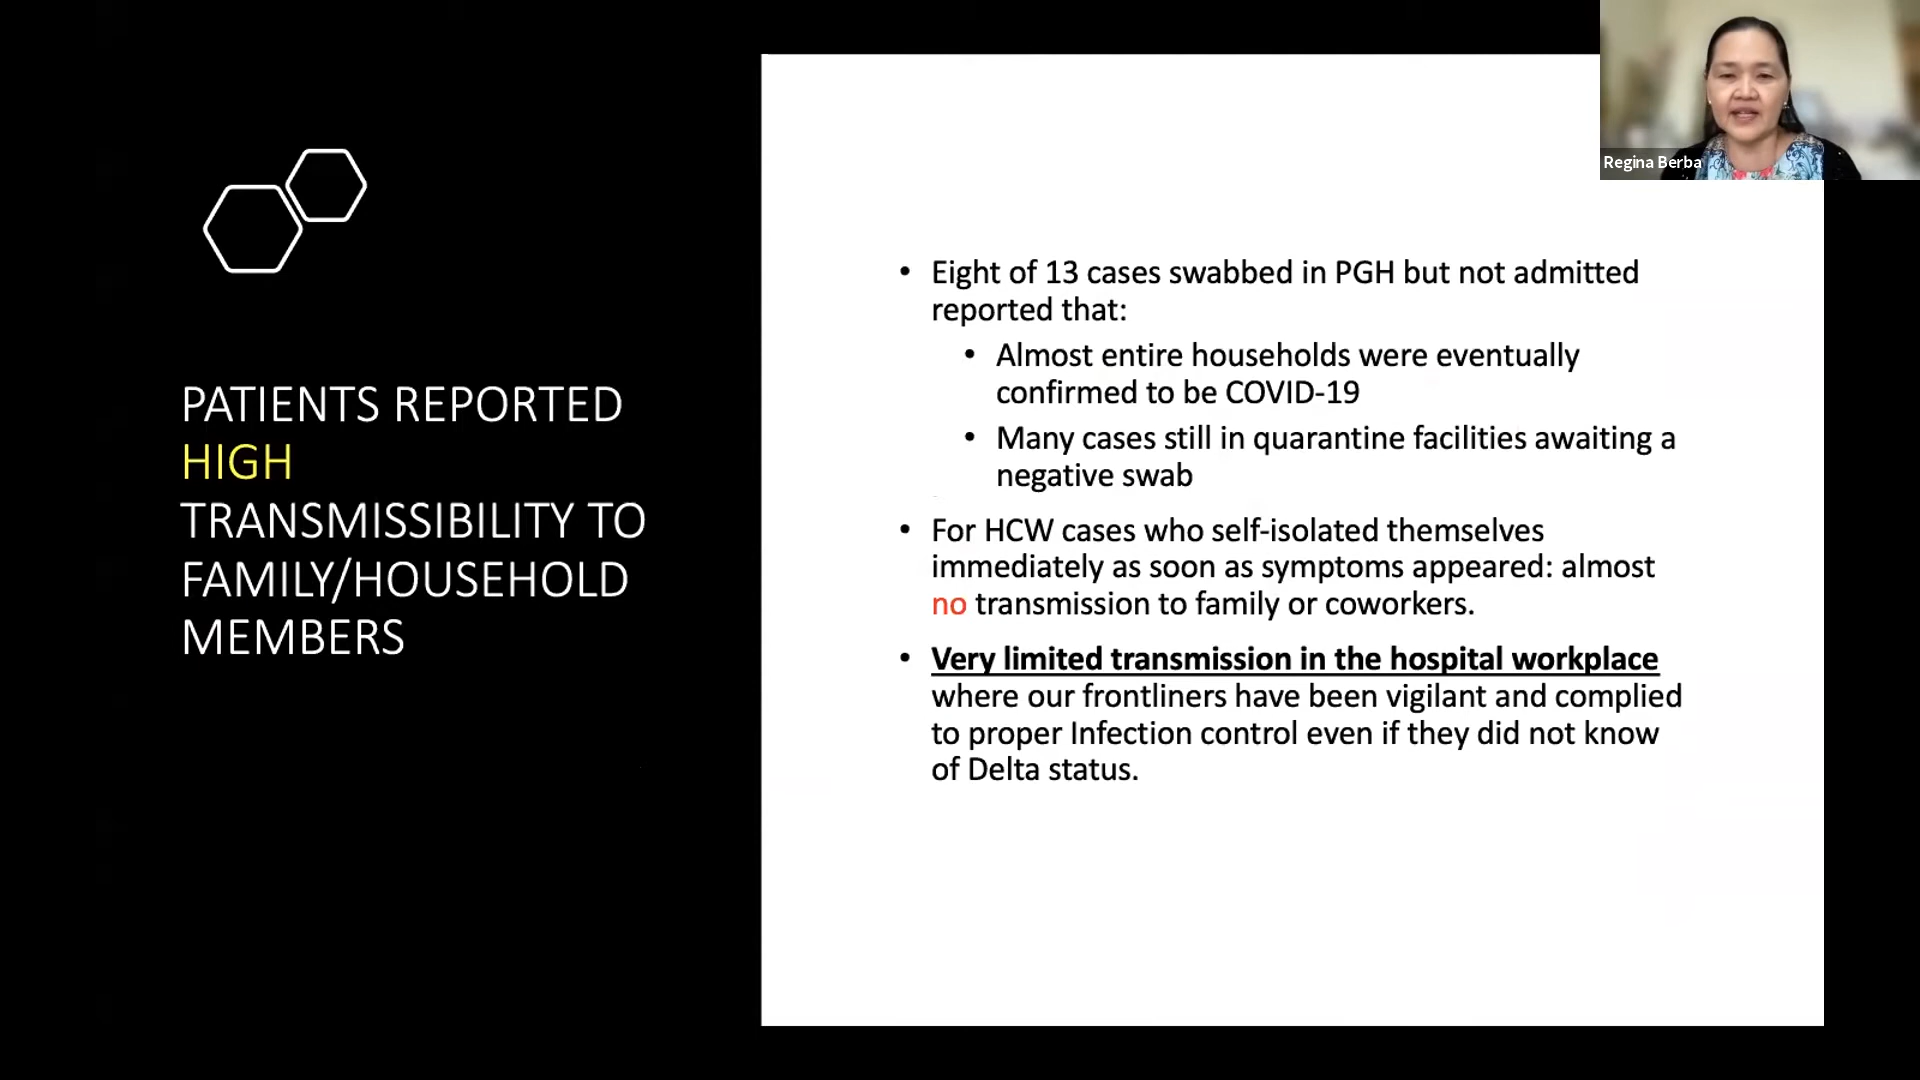 Regina Berba
PATIENTS REPORTED
HIGH
TRANSMISSIBILITY TO
FAMILY/HOUSEHOLD
MEMBERS
• Eight of 13 cases swabbed in PGH but not admitted
reported that:
• Almost entire households were eventually
confirmed to be COVID-19
• Many cases still in quarantine facilities awaiting a
negative swab
• For HCW cases who self-isolated themselves
immediately as soon as symptoms appeared: almost
no transmission to family or coworkers.
• Very limited transmission in the hospital workplace
where our frontliners have been vigilant and complied
to proper Infection control even if they did not know
of Delta status.